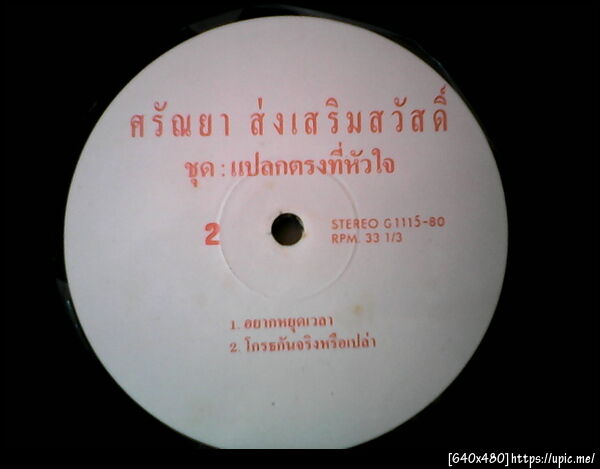 ศรัณยา ส่งเสริมสวัสดิ์
ชุด : แปลกตรงที่หัวใจ
2
STEREO G1115-80
RPM. 33 1/3
1. อยากหยุดเวลา
2. โกรธกันจริงหรือเปล่า
[640x480]https://upic.me/